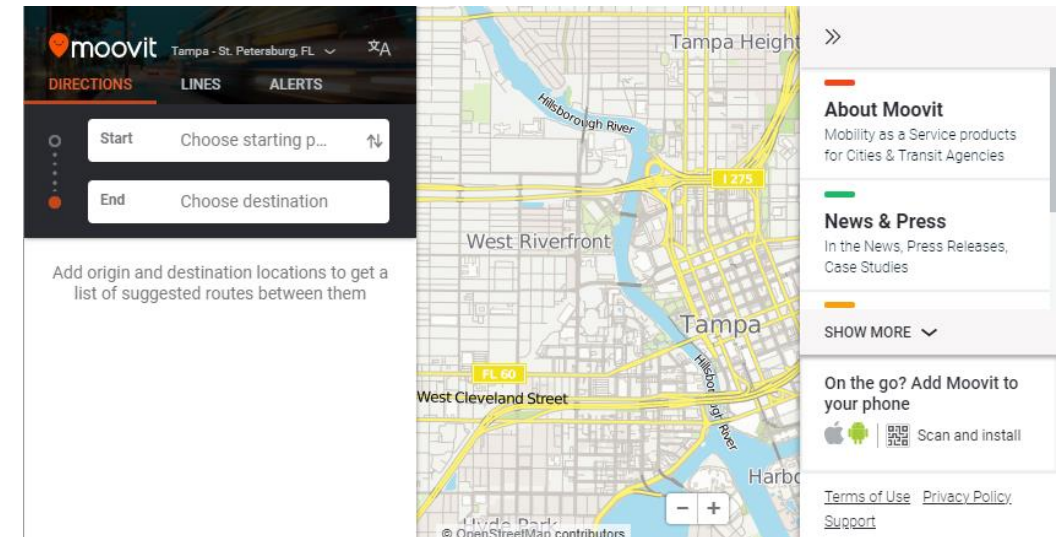 moovit Tampa - St. Petersburg, FL
DIRECTIONS LINES ALERTS
Start Choose starting p...
End Choose destination
Add origin and destination locations to get a
list of suggested routes between them
Tampa Height
Hillsborough River
I 275
West Riverfront
Tampa
FL 60
West Cleveland Street
Hillsborough River
Harbo
Hyde Park
© OpenStreetMap contributors
− +
About Moovit
Mobility as a Service products
for Cities & Transit Agencies
News & Press
In the News, Press Releases,
Case Studies
SHOW MORE
On the go? Add Moovit to
your phone
Scan and install
Terms of Use Privacy Policy
Support